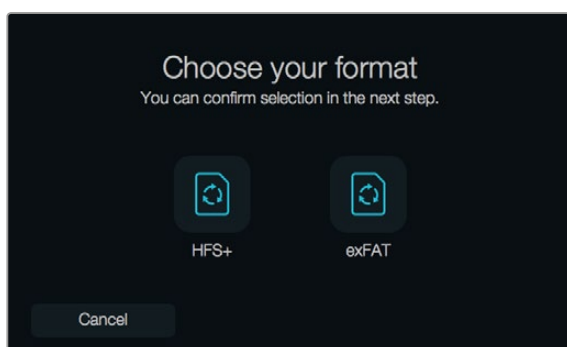 Choose your format
You can confirm selection in the next step.
HFS+
exFAT
Cancel